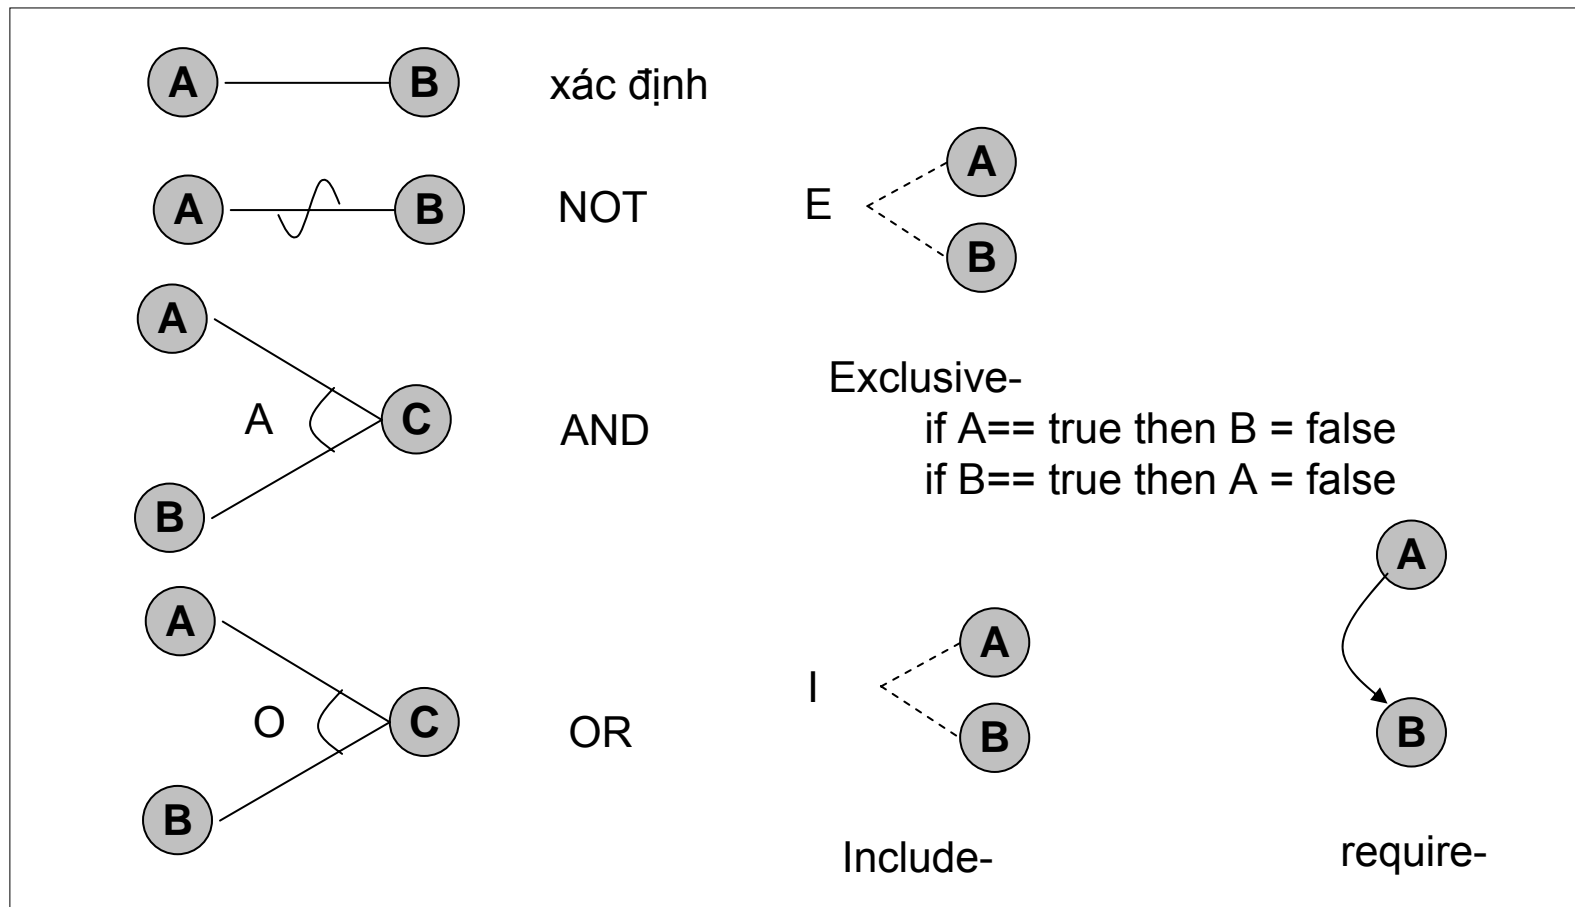 A B xác định
A B NOT
A
A C AND
B
A
O C OR
B
E A
B
Exclusive-
if A== true then B = false
if B== true then A = false
I A
B
Include-
A
B
require-